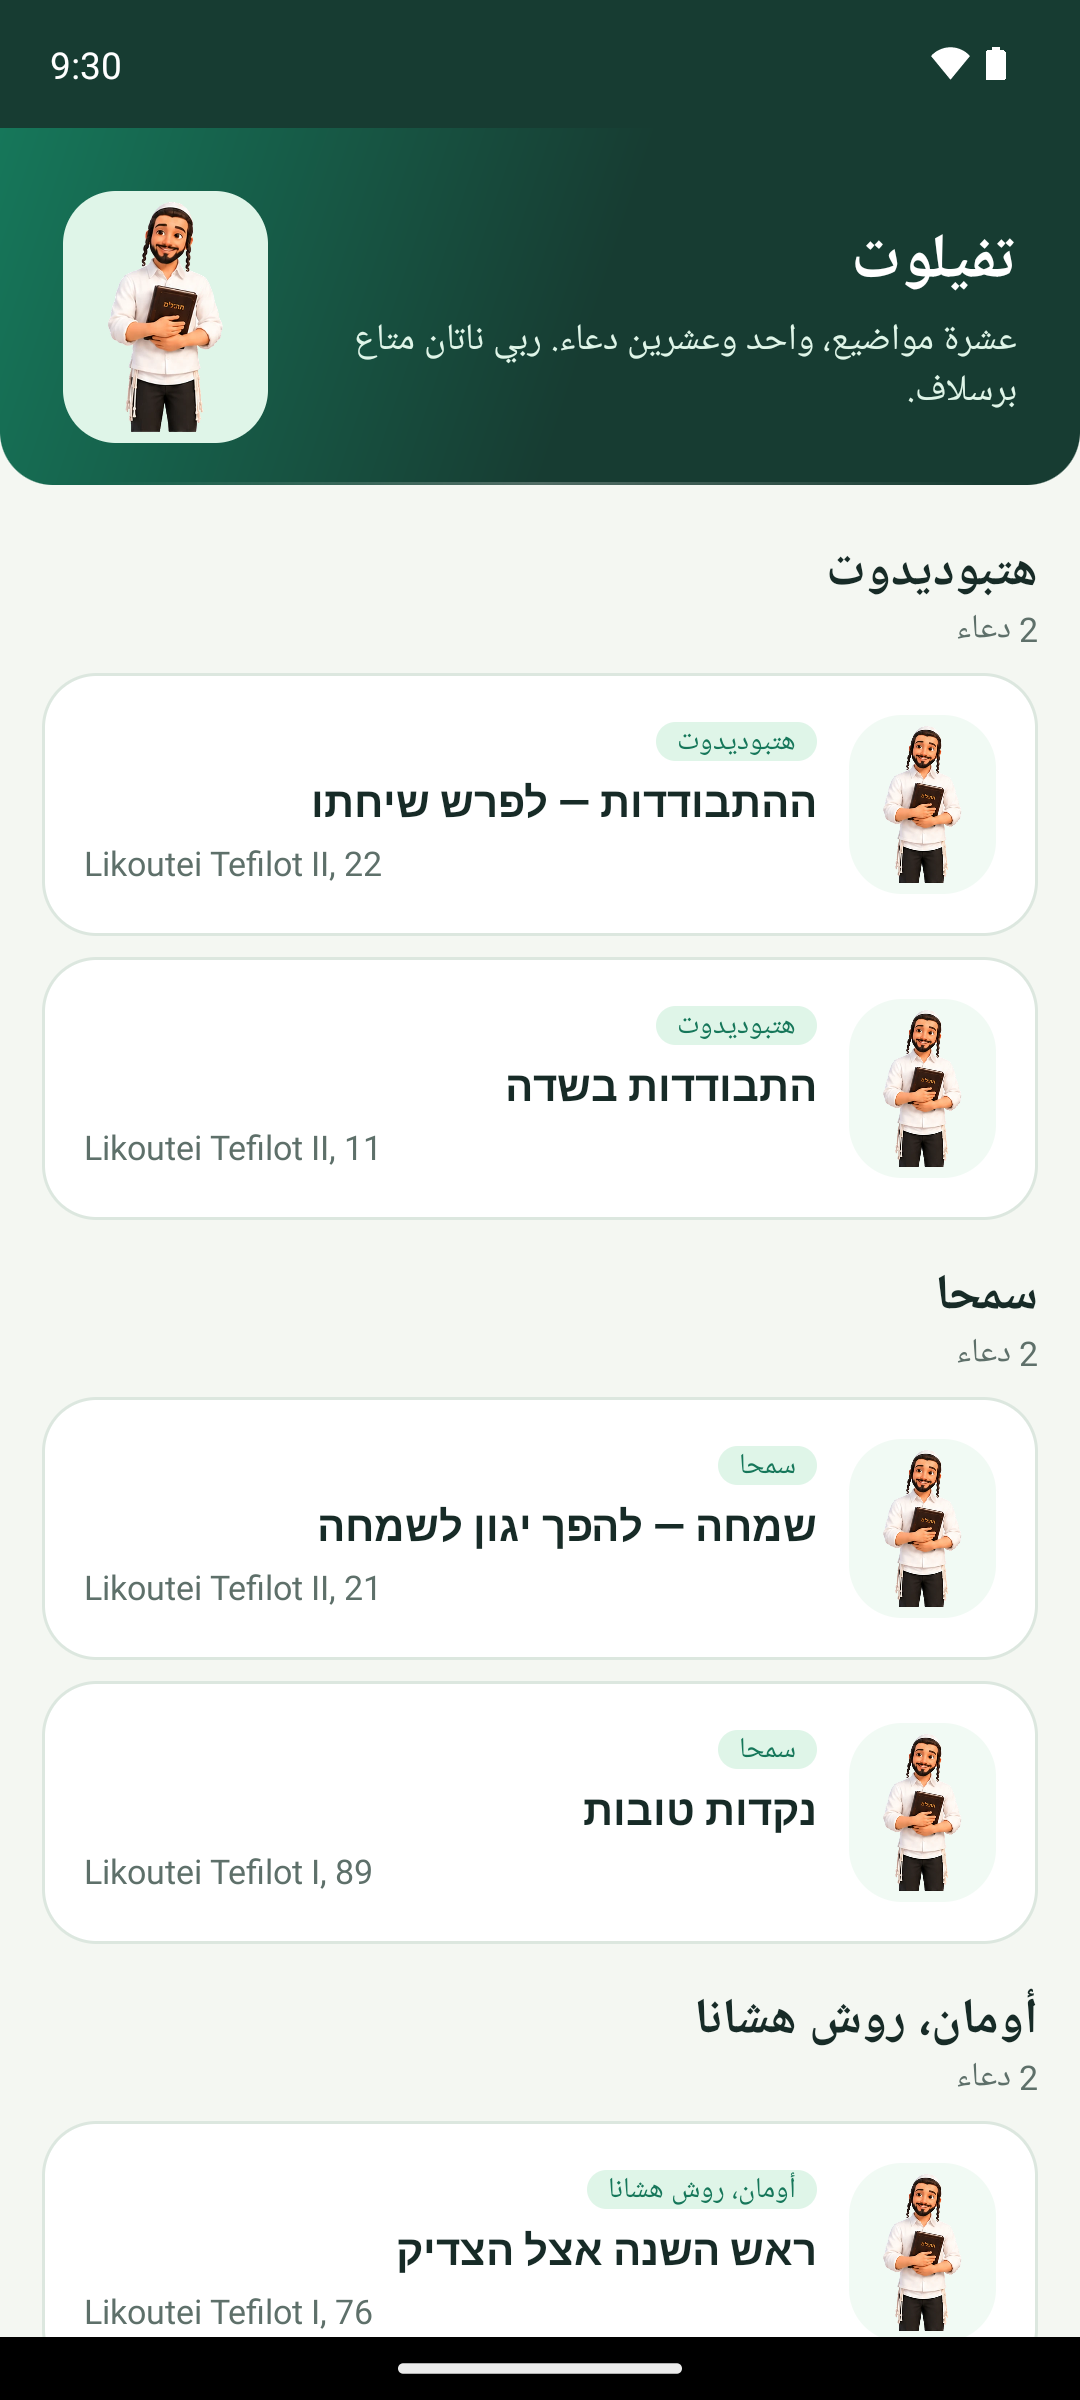 9:30
تفيلوت
عشرة مواضيع، واحد وعشرين دعاء. ربي ناتان متاع
برسلاف.
هتبوديدوت
2 دعاء
هتبوديدوت
ההתבודדות – לפרש שיחתו
Likoutei Tefilot II, 22
هتبوديدوت
התבודדות בשדה
Likoutei Tefilot II, 11
سمحا
2 دعاء
سمحا
שמחה – להפך יגון לשמחה
Likoutei Tefilot II, 21
سمحا
נקדות טובות
Likoutei Tefilot I, 89
أومان، روش هشانا
2 دعاء
أومان، روش هشانا
ראש השנה אצל הצדיק
Likoutei Tefilot I, 76